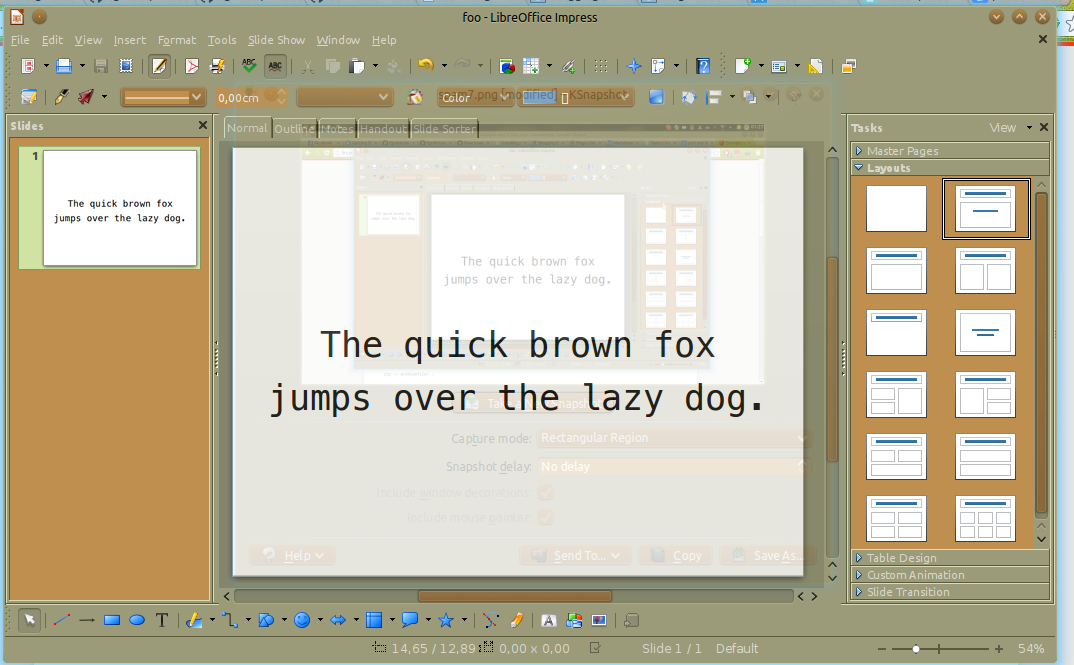 foo - LibreOffice Impress
File Edit View Insert Format Tools Slide Show Window Help
0,00cm Color
snap7.png [modified] - KSnapshot
Slides
Normal Outline Notes Handout Slide Sorter
Tasks View
Master Pages
Layouts
1
The quick brown fox
jumps over the lazy dog.
The quick brown fox
jumps over the lazy dog.
The quick brown fox
jumps over the lazy dog.
Capture mode: Rectangular Region
Snapshot delay: No delay
Include window decorations:
Include mouse pointer:
Help Send To... Copy Save As...
Table Design
Custom Animation
Slide Transition
14,65 / 12,89 0,00 x 0,00 Slide 1 / 1 Default 54%